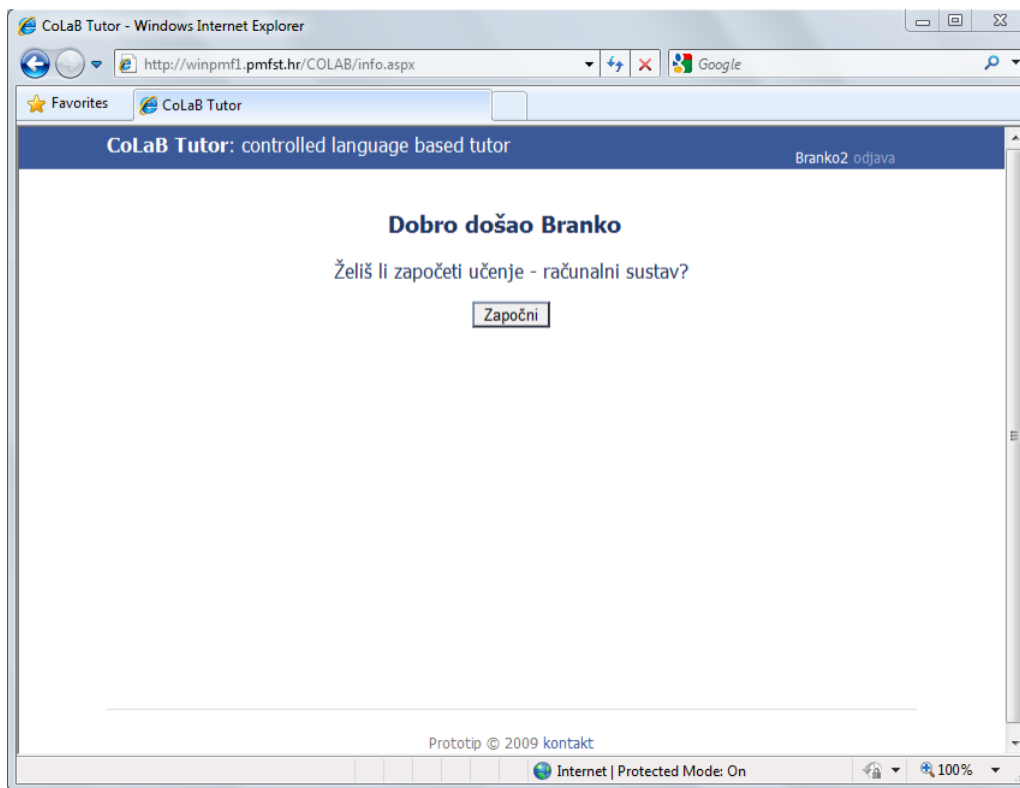 CoLaB Tutor - Windows Internet Explorer
http://winpmf1.pmfst.hr/COLAB/info.aspx
Google
Favorites
CoLaB Tutor
CoLaB Tutor: controlled language based tutor
Branko2 odjava
Dobro došao Branko
Želiš li započeti učenje - računalni sustav?
Započni
Prototip © 2009 kontakt
Internet | Protected Mode: On
100%